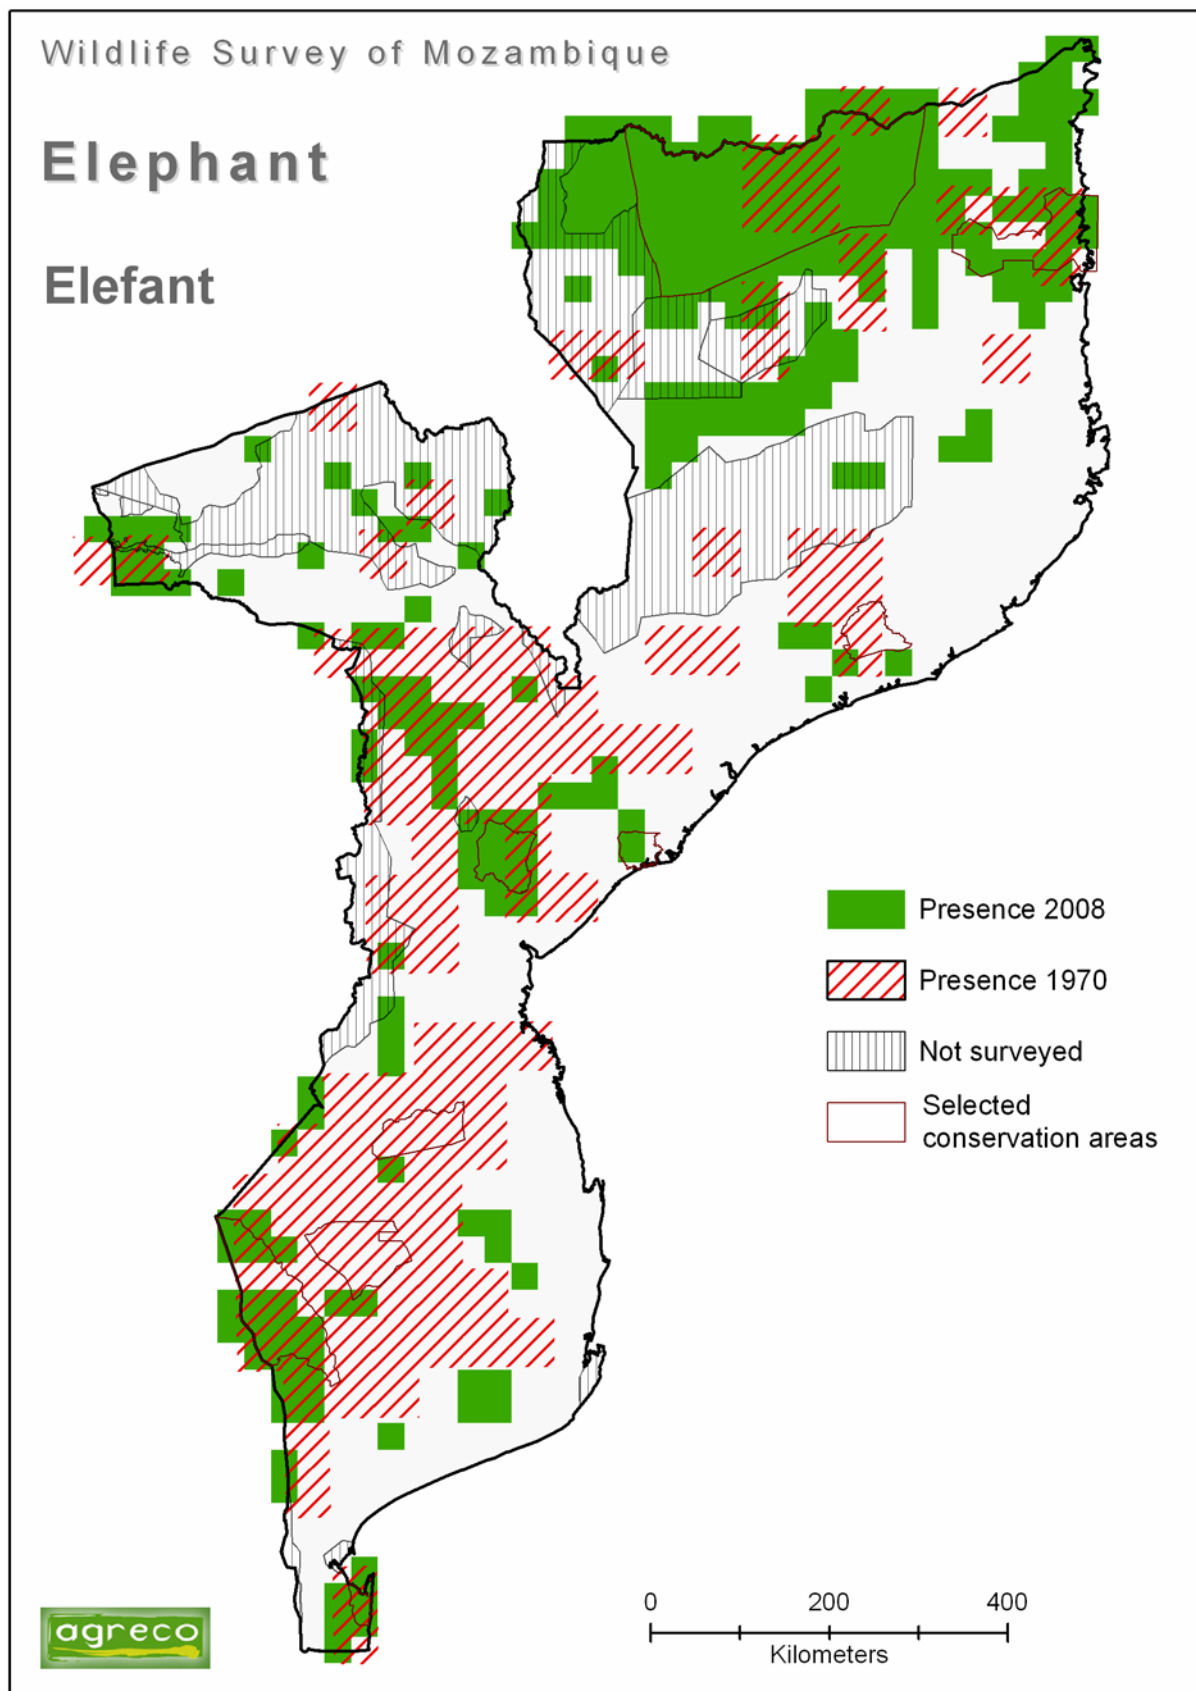 Wildlife Survey of Mozambique
Elephant
Elefant
Presence 2008
Presence 1970
Not surveyed
Selected
conservation areas
agreco
0 200 400
Kilometers